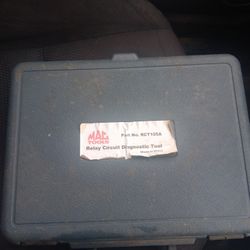 MAC
TOOLS
Part No. RCT105A
Relay Circuit Diagnostic Tool